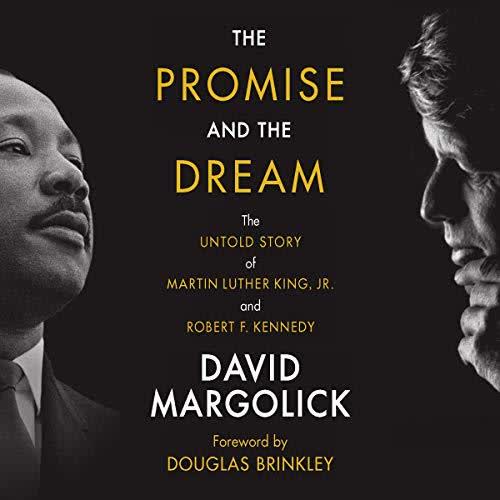 THE
PROMISE
AND THE
DREAM
The
UNTOLD STORY
of
MARTIN LUTHER KING, JR.
and
ROBERT F. KENNEDY
DAVID
MARGOLICK
Foreword by
DOUGLAS BRINKLEY